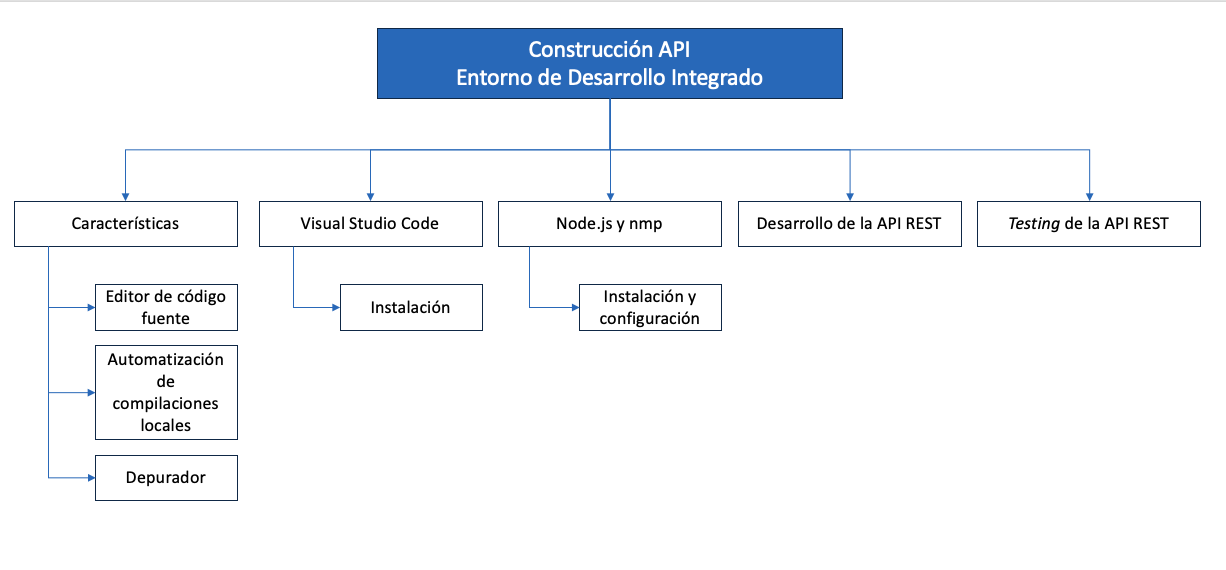 Construcción API
Entorno de Desarrollo Integrado
Características
Visual Studio Code
Node.js y nmp
Desarrollo de la API REST
Testing de la API REST
Editor de código
fuente
Automatización
de
compilaciones
locales
Depurador
Instalación
Instalación y
configuración